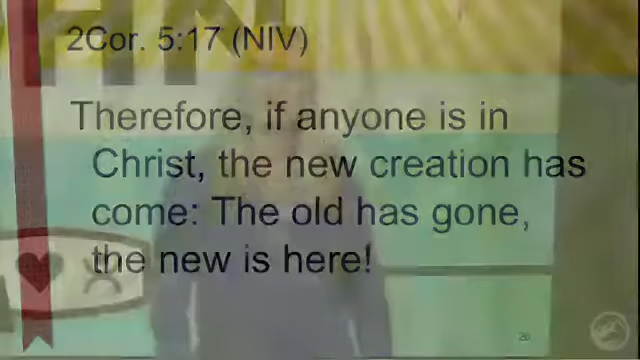 2Cor. 5:17 (NIV)
Therefore, if anyone is in
Christ, the new creation has
come: The old has gone,
the new is here!
26